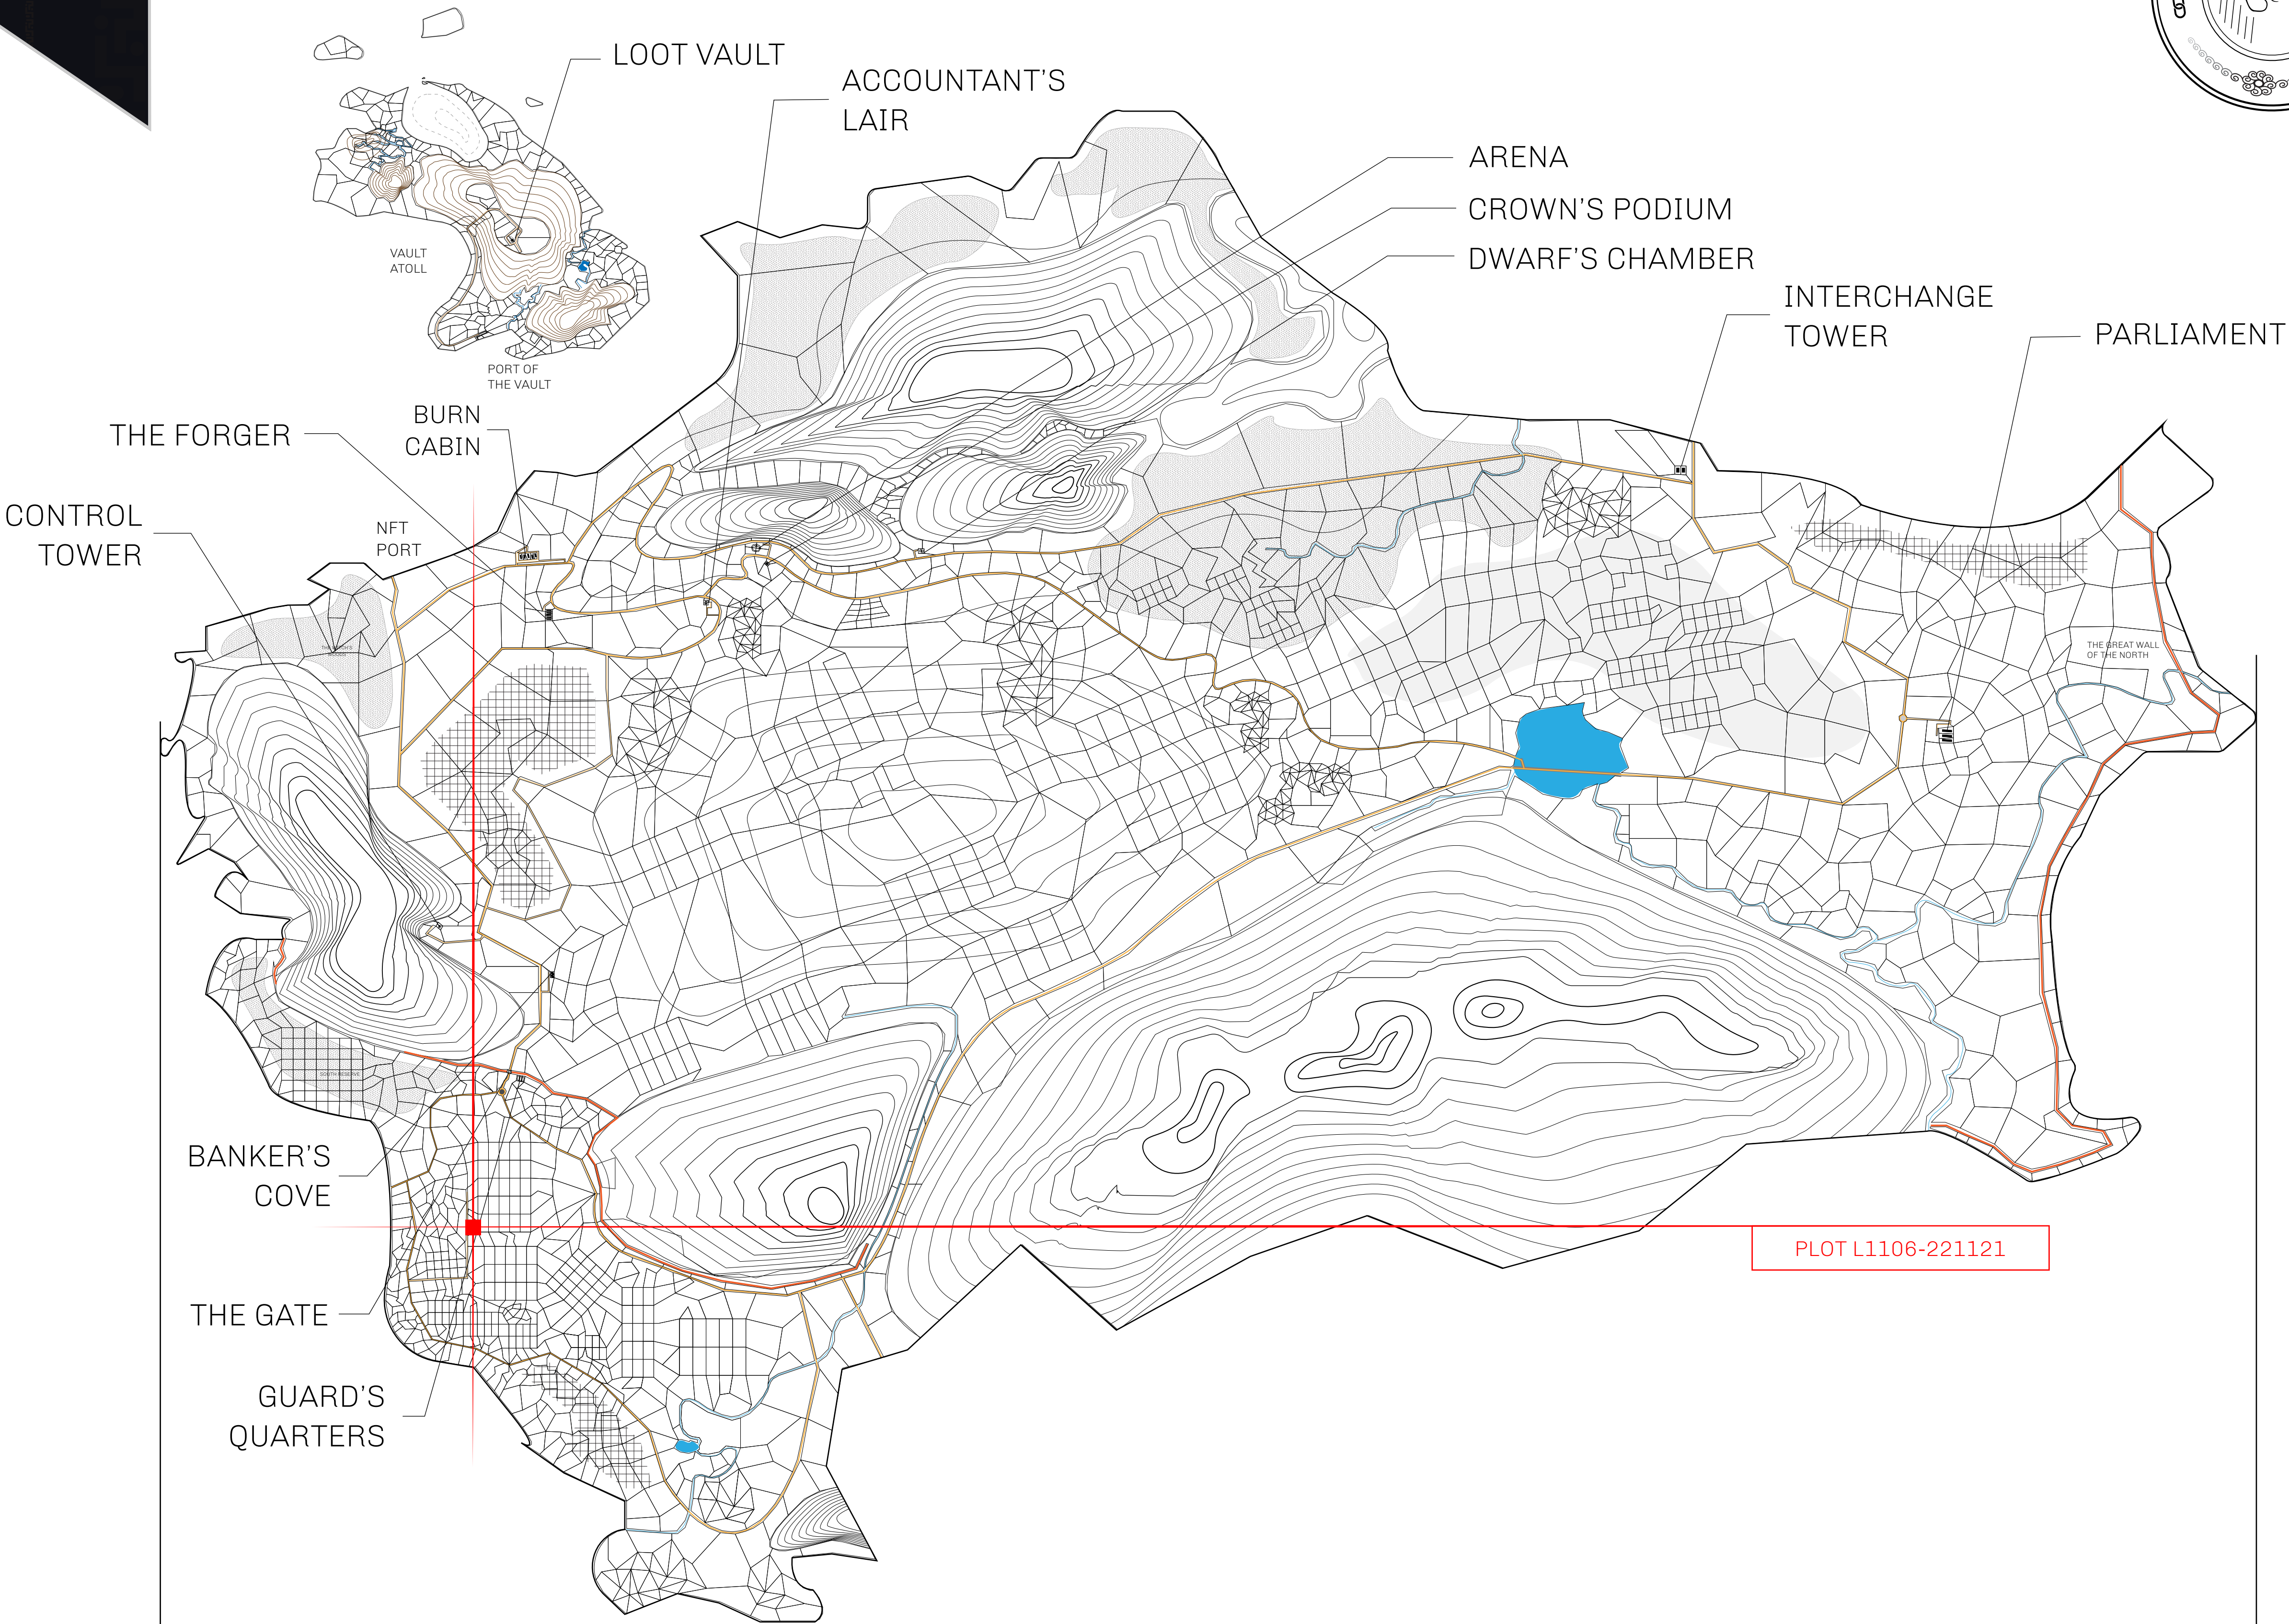 LOOT VAULT
ACCOUNTANT'S
LAIR
ARENA
CROWN'S PODIUM
DWARF'S CHAMBER
VAULT
ATOLL
INTERCHANGE
TOWER
PARLIAMENT
PORT OF
THE VAULT
BURN
CABIN
THE FORGER
CONTROL
TOWER
NFT
PORT
THE GREAT WALL
OF THE NORTH
SOUTH RESERVE
BANKER'S
COVE
PLOT L1106-221121
THE GATE
GUARD'S
QUARTERS